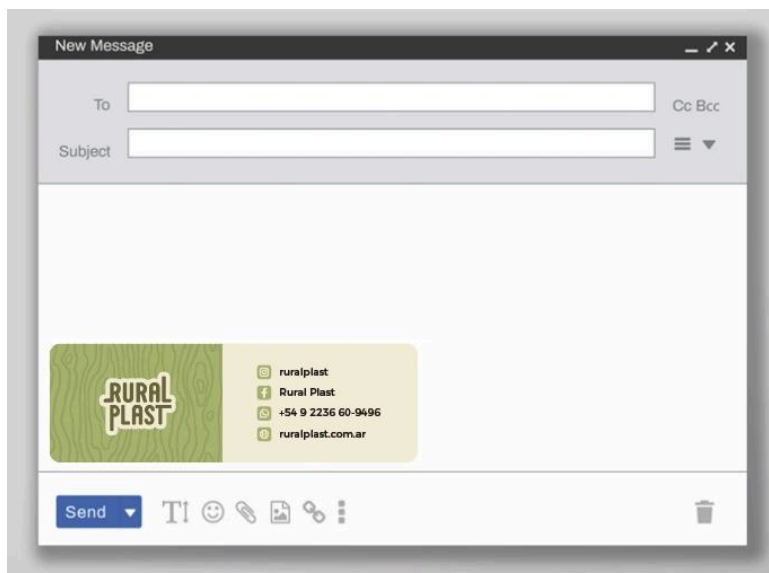 New Message
To
Cc Bcc
Subject
RURAL
PLAST
ruralplast
Rural Plast
+54 9 2236 60-9496
ruralplast.com.ar
Send